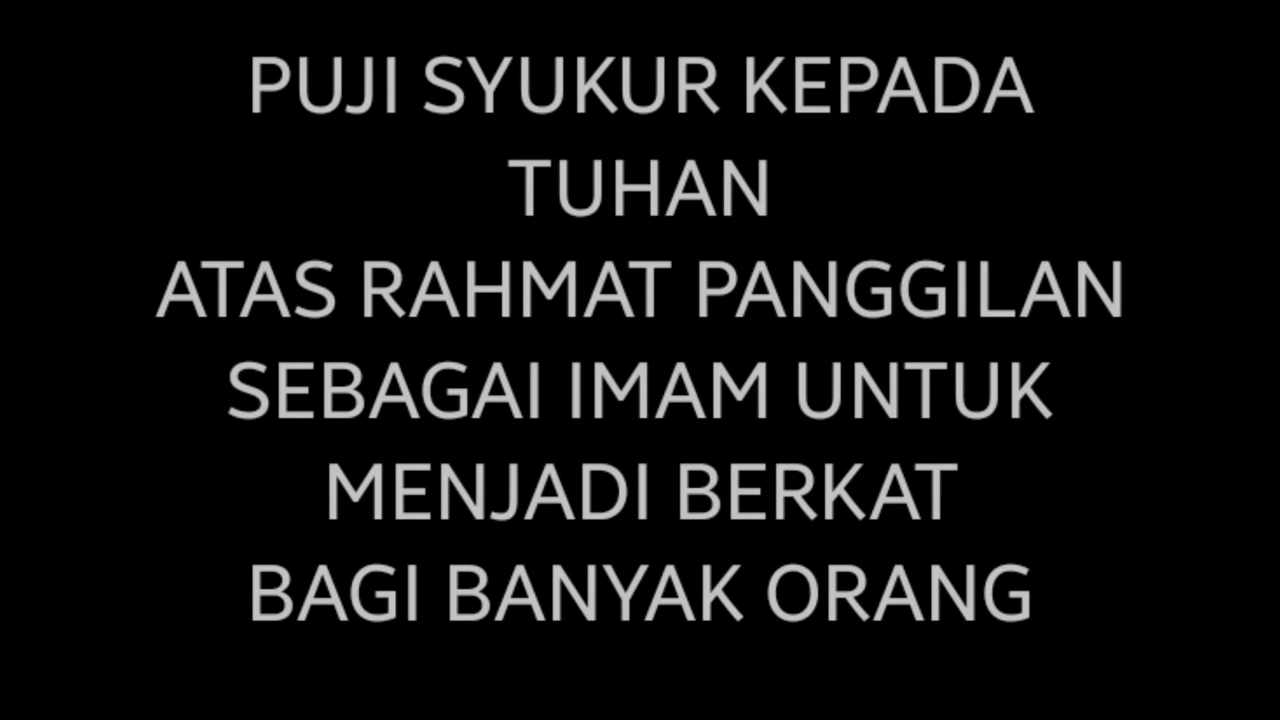 PUJI SYUKUR KEPADA
TUHAN
ATAS RAHMAT PANGGILAN
SEBAGAI IMAM UNTUK
MENJADI BERKAT
BAGI BANYAK ORANG